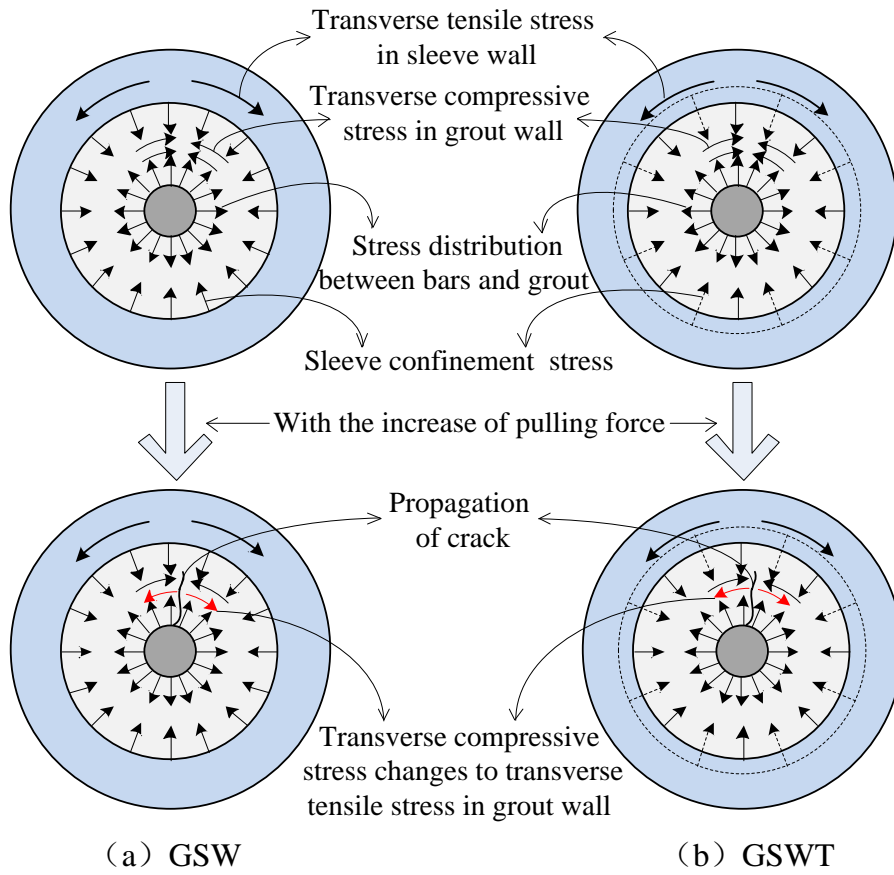 Transverse tensile stress
in sleeve wall
Transverse compressive
stress in grout wall
Stress distribution
between bars and grout
Sleeve confinement stress
With the increase of pulling force
Propagation
of crack
Transverse compressive
stress changes to transverse
tensile stress in grout wall
（a）GSW
（b）GSWT